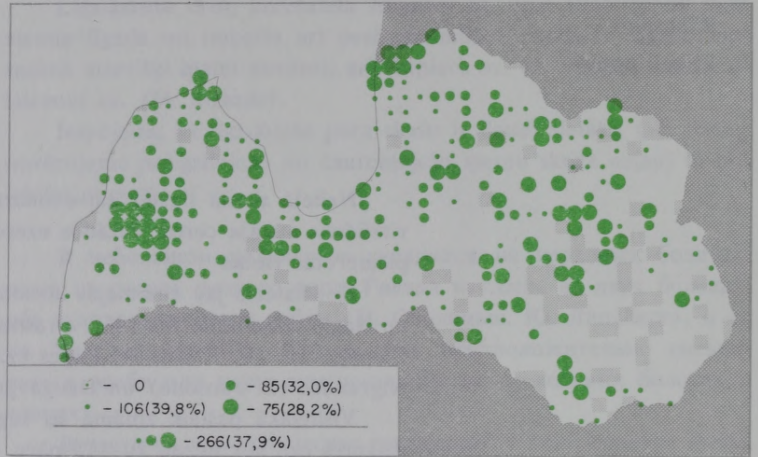 0 ● - 85(32,0%)
• - 106(39,8%) ● - 75(28,2%)
• ● ● - 266(37,9%)